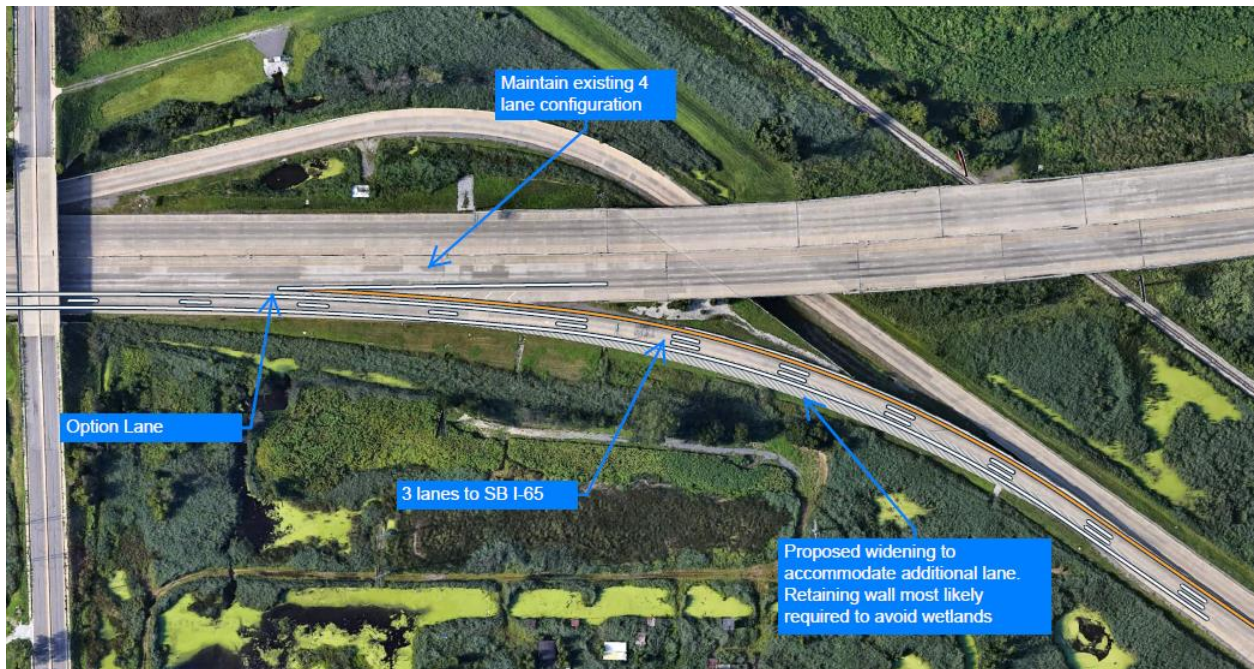 Maintain existing 4
lane configuration
Option Lane
3 lanes to SB I-65
Proposed widening to
accommodate additional lane.
Retaining wall most likely
required to avoid wetlands